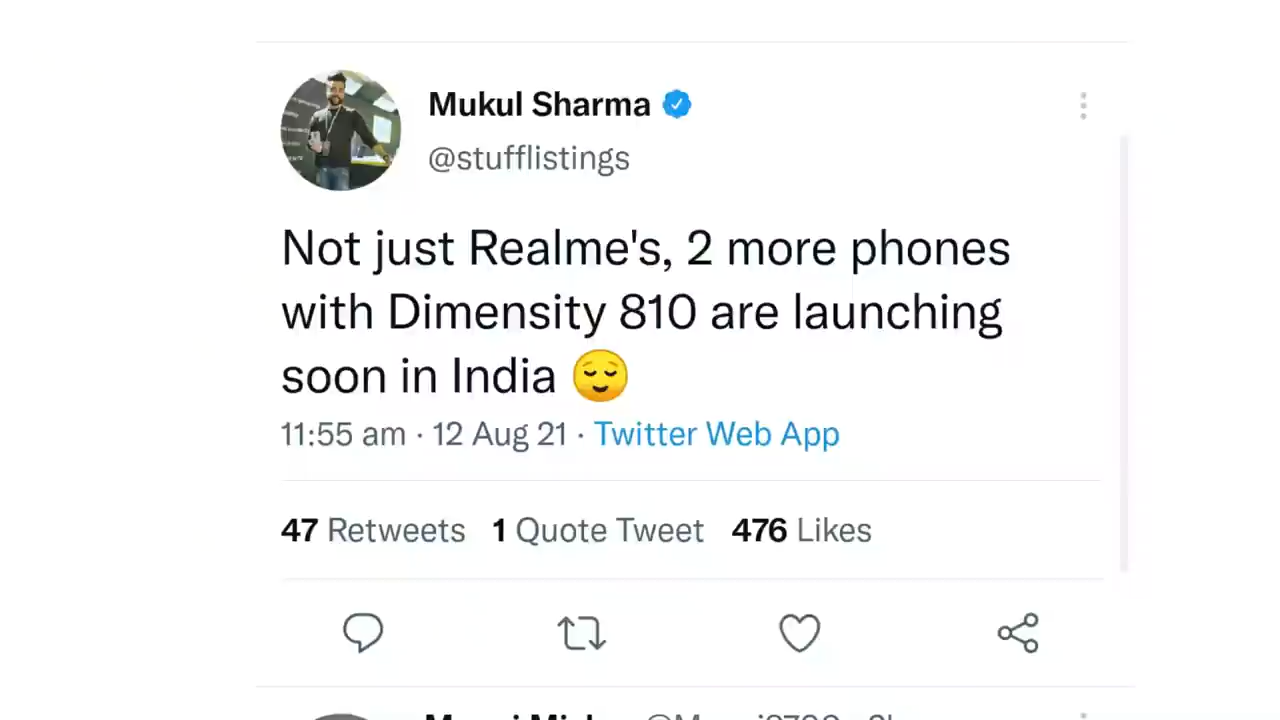 Mukul Sharma
@stufflistings
Not just Realme's, 2 more phones
with Dimensity 810 are launching
soon in India 😌
11:55 am · 12 Aug 21 · Twitter Web App
47 Retweets 1 Quote Tweet 476 Likes